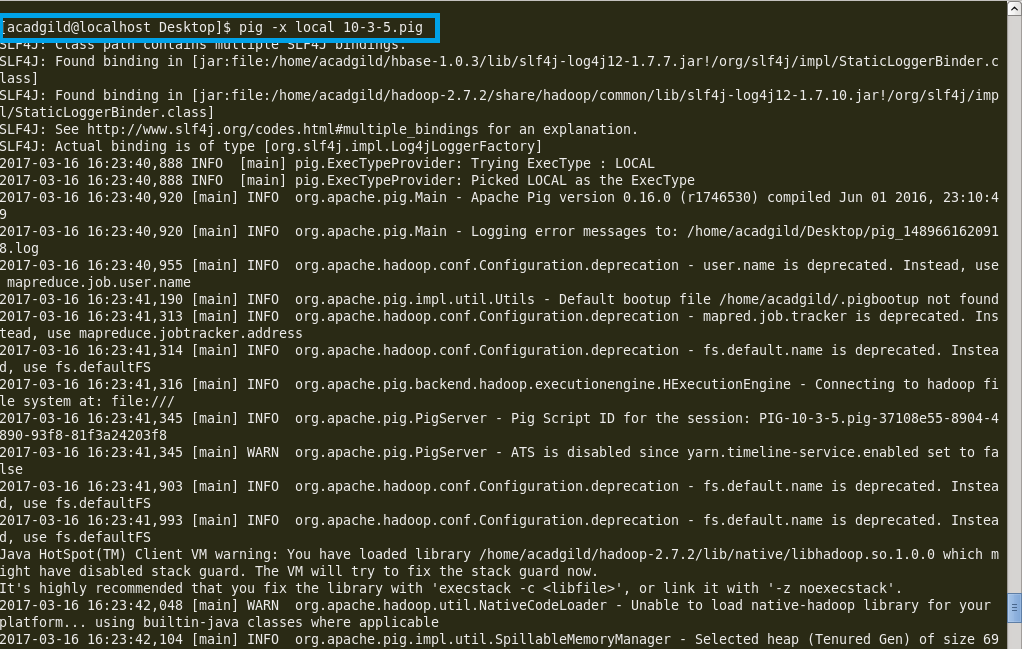 [acadgild@localhost Desktop]$ pig -x local 10-3-5.pig
SLF4J: Class path contains multiple SLF4J bindings.
SLF4J: Found binding in [jar:file:/home/acadgild/hbase-1.0.3/lib/slf4j-log4j12-1.7.7.jar!/org/slf4j/impl/StaticLoggerBinder.c
lass]
SLF4J: Found binding in [jar:file:/home/acadgild/hadoop-2.7.2/share/hadoop/common/lib/slf4j-log4j12-1.7.10.jar!/org/slf4j/imp
l/StaticLoggerBinder.class]
SLF4J: See http://www.slf4j.org/codes.html#multiple_bindings for an explanation.
SLF4J: Actual binding is of type [org.slf4j.impl.Log4jLoggerFactory]
2017-03-16 16:23:40,888 INFO  [main] pig.ExecTypeProvider: Trying ExecType : LOCAL
2017-03-16 16:23:40,888 INFO  [main] pig.ExecTypeProvider: Picked LOCAL as the ExecType
2017-03-16 16:23:40,920 [main] INFO  org.apache.pig.Main - Apache Pig version 0.16.0 (r1746530) compiled Jun 01 2016, 23:10:4
9
2017-03-16 16:23:40,920 [main] INFO  org.apache.pig.Main - Logging error messages to: /home/acadgild/Desktop/pig_148966162091
8.log
2017-03-16 16:23:40,955 [main] INFO  org.apache.hadoop.conf.Configuration.deprecation - user.name is deprecated. Instead, use
 mapreduce.job.user.name
2017-03-16 16:23:41,190 [main] INFO  org.apache.pig.impl.util.Utils - Default bootup file /home/acadgild/.pigbootup not found
2017-03-16 16:23:41,313 [main] INFO  org.apache.hadoop.conf.Configuration.deprecation - mapred.job.tracker is deprecated. Ins
tead, use mapreduce.jobtracker.address
2017-03-16 16:23:41,314 [main] INFO  org.apache.hadoop.conf.Configuration.deprecation - fs.default.name is deprecated. Instea
d, use fs.defaultFS
2017-03-16 16:23:41,316 [main] INFO  org.apache.pig.backend.hadoop.executionengine.HExecutionEngine - Connecting to hadoop fi
le system at: file:///
2017-03-16 16:23:41,345 [main] INFO  org.apache.pig.PigServer - Pig Script ID for the session: PIG-10-3-5.pig-37108e55-8904-4
890-93f8-81f3a24203f8
2017-03-16 16:23:41,345 [main] WARN  org.apache.pig.PigServer - ATS is disabled since yarn.timeline-service.enabled set to fa
lse
2017-03-16 16:23:41,903 [main] INFO  org.apache.hadoop.conf.Configuration.deprecation - fs.default.name is deprecated. Instea
d, use fs.defaultFS
2017-03-16 16:23:41,993 [main] INFO  org.apache.hadoop.conf.Configuration.deprecation - fs.default.name is deprecated. Instea
d, use fs.defaultFS
Java HotSpot(TM) Client VM warning: You have loaded library /home/acadgild/hadoop-2.7.2/lib/native/libhadoop.so.1.0.0 which m
ight have disabled stack guard. The VM will try to fix the stack guard now.
It's highly recommended that you fix the library with 'execstack -c <libfile>', or link it with '-z noexecstack'.
2017-03-16 16:23:42,048 [main] WARN  org.apache.hadoop.util.NativeCodeLoader - Unable to load native-hadoop library for your
platform... using builtin-java classes where applicable
2017-03-16 16:23:42,104 [main] INFO  org.apache.pig.impl.util.SpillableMemoryManager - Selected heap (Tenured Gen) of size 69